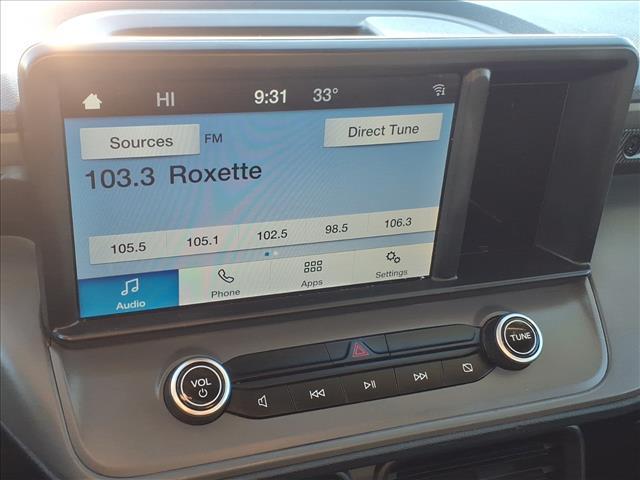 HI 9:31 33°
Sources FM Direct Tune
103.3 Roxette
105.5 105.1 102.5 98.5 106.3
Audio Phone Apps Settings
VOL TUNE